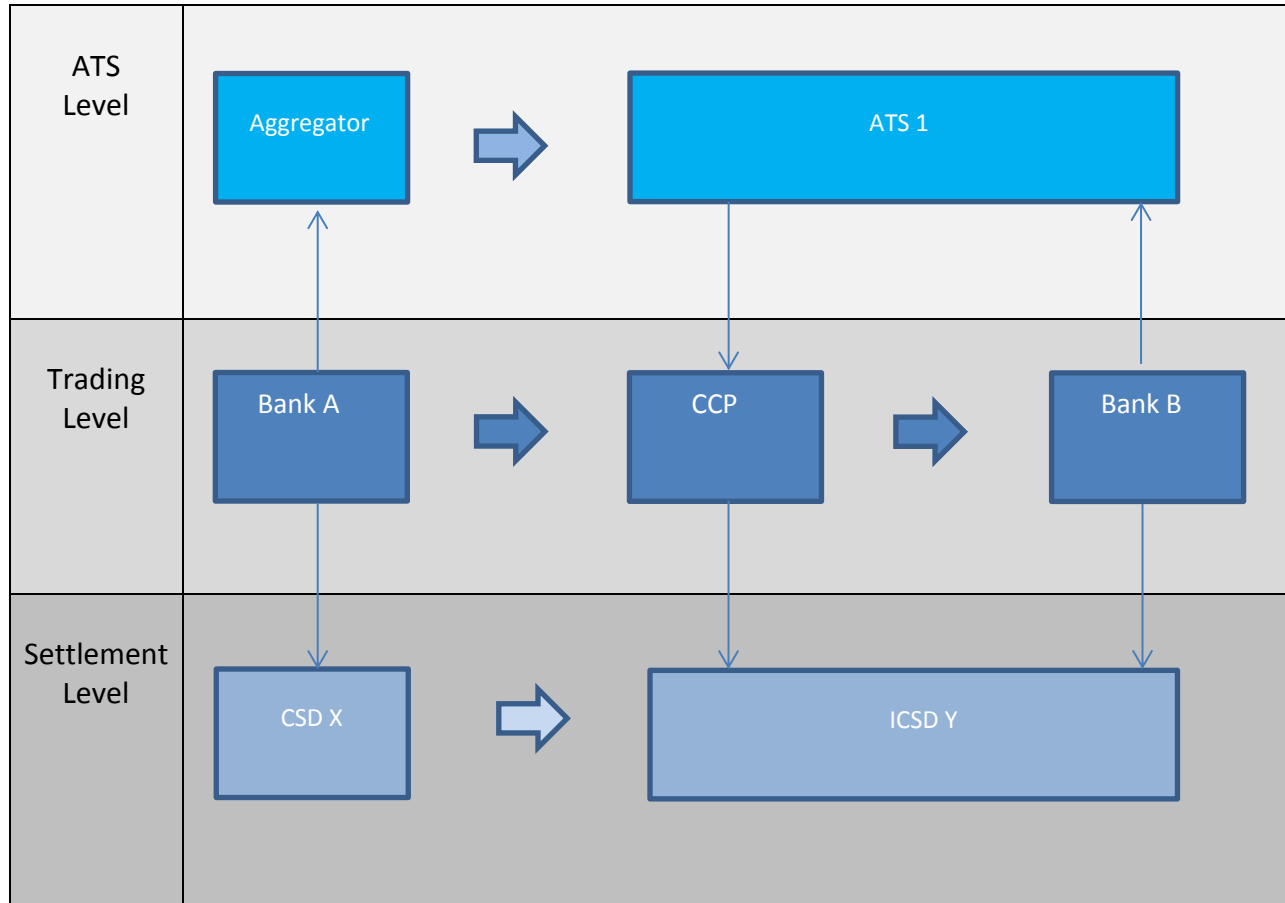 ATS
Level
Aggregator
ATS 1
Trading
Level
Bank A
CCP
Bank B
Settlement
Level
CSD X
ICSD Y